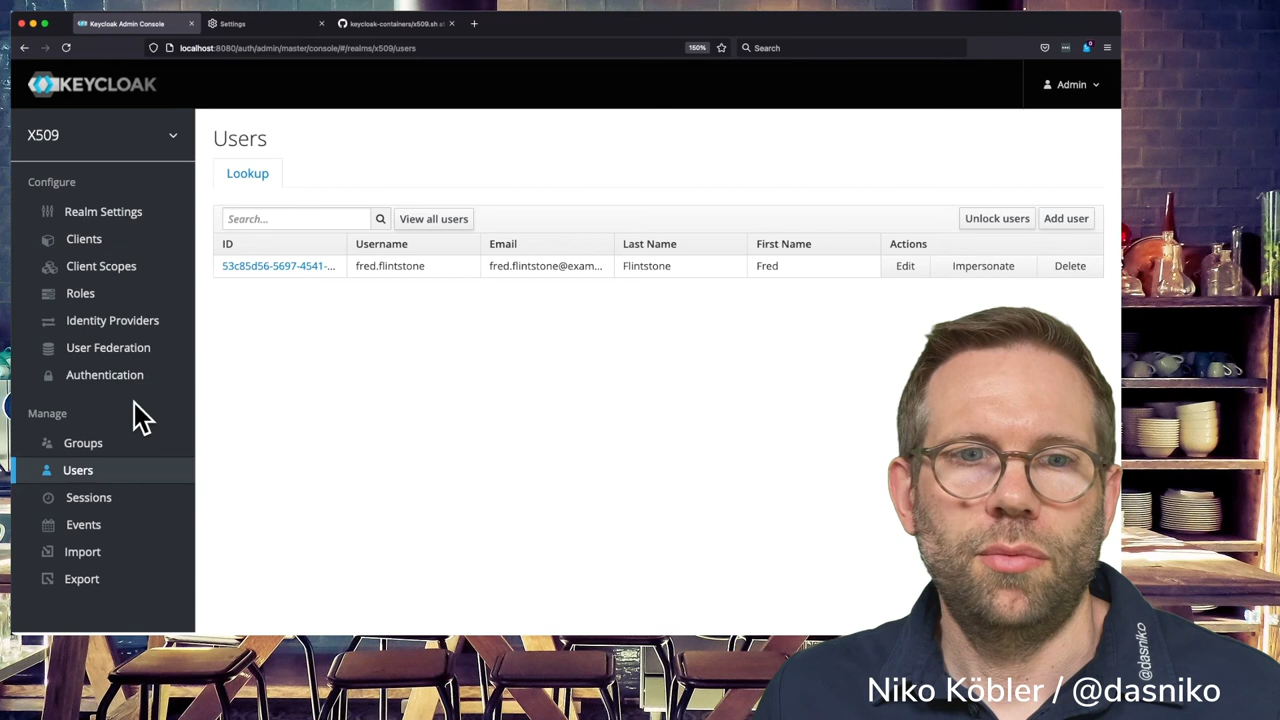 Keycloak Admin Console
Settings
keycloak-containers/x509.sh at
localhost:8080/auth/admin/master/console/#/realms/x509/users
150%
Search
KEYCLOAK
Admin
X509
Configure
Realm Settings
Clients
Client Scopes
Roles
Identity Providers
User Federation
Authentication
Manage
Groups
Users
Sessions
Events
Import
Export
Users
Lookup
Search...
View all users
Unlock users
Add user
ID
Username
Email
Last Name
First Name
Actions
53c85d56-5697-4541-...
fred.flintstone
fred.flintstone@exam...
Flintstone
Fred
Edit
Impersonate
Delete
@dasniko
Niko Köbler / @dasniko